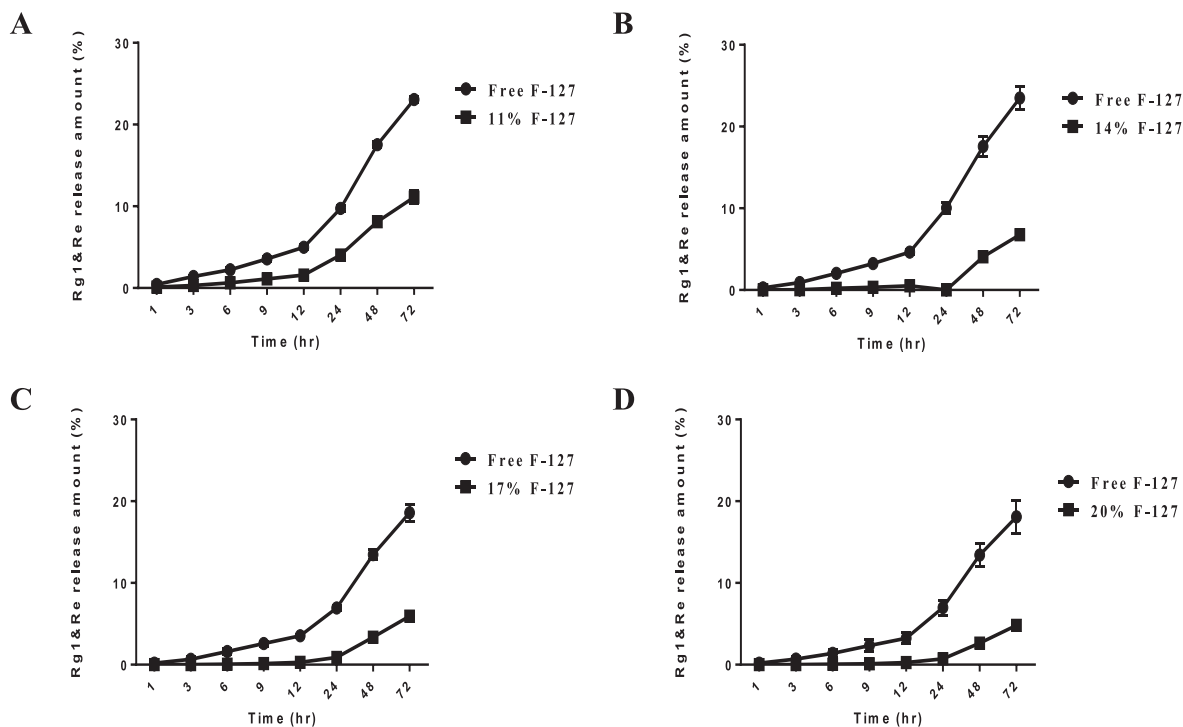 A
Rg1&Re release amount (%)
30
20
10
0
1 3 6 9 12 24 48 72
Time (hr)
Free F-127
11% F-127
B
Rg1&Re release amount (%)
30
20
10
0
1 3 6 9 12 24 48 72
Time (hr)
Free F-127
14% F-127
C
Rg1&Re release amount (%)
30
20
10
0
1 3 6 9 12 24 48 72
Time (hr)
Free F-127
17% F-127
D
Rg1&Re release amount (%)
30
20
10
0
1 3 6 9 12 24 48 72
Time (hr)
Free F-127
20% F-127